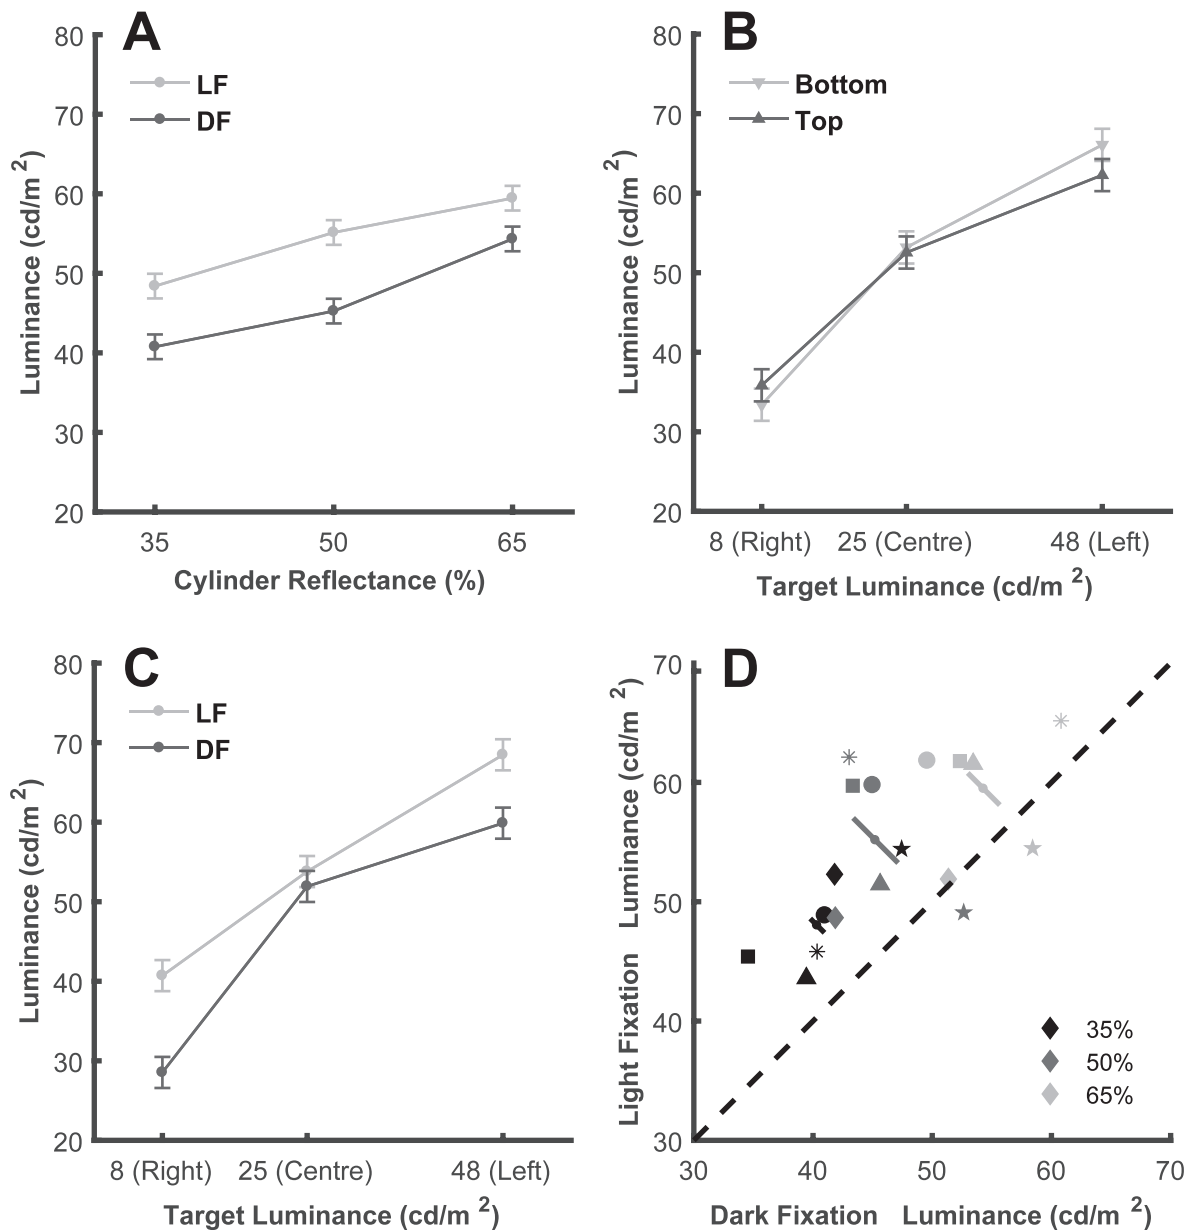 A
80
70
60
50
40
30
20
LF
DF
Luminance (cd/m 2)
35 50 65
Cylinder Reflectance (%)
B
80
70
60
50
40
30
20
Bottom
Top
Luminance (cd/m 2)
8 (Right) 25 (Centre) 48 (Left)
Target Luminance (cd/m 2)
C
80
70
60
50
40
30
20
LF
DF
Luminance (cd/m 2)
8 (Right) 25 (Centre) 48 (Left)
Target Luminance (cd/m 2)
D
70
60
50
40
30
Light Fixation Luminance (cd/m 2)
35%
50%
65%
30 40 50 60 70
Dark Fixation Luminance (cd/m 2)